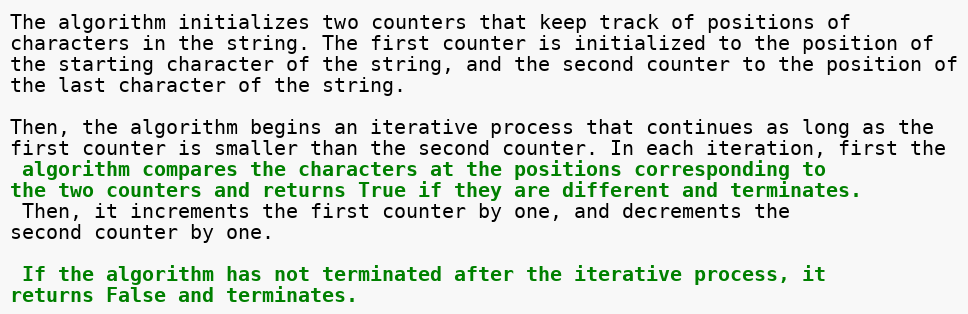 The algorithm initializes two counters that keep track of positions of
characters in the string. The first counter is initialized to the position of
the starting character of the string, and the second counter to the position of
the last character of the string.
Then, the algorithm begins an iterative process that continues as long as the
first counter is smaller than the second counter. In each iteration, first the
algorithm compares the characters at the positions corresponding to
the two counters and returns True if they are different and terminates.
Then, it increments the first counter by one, and decrements the
second counter by one.
If the algorithm has not terminated after the iterative process, it
returns False and terminates.